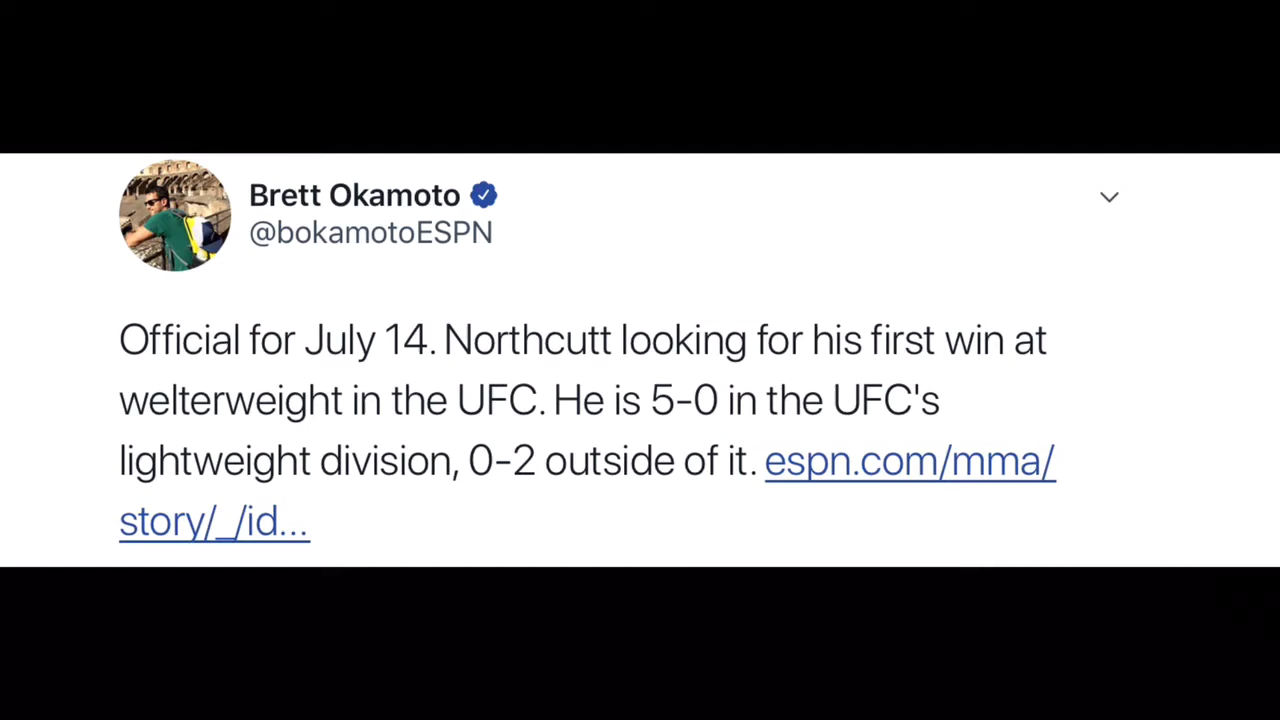 Brett Okamoto
@bokamotoESPN
Official for July 14. Northcutt looking for his first win at
welterweight in the UFC. He is 5-0 in the UFC's
lightweight division, 0-2 outside of it. espn.com/mma/
story/_/id...